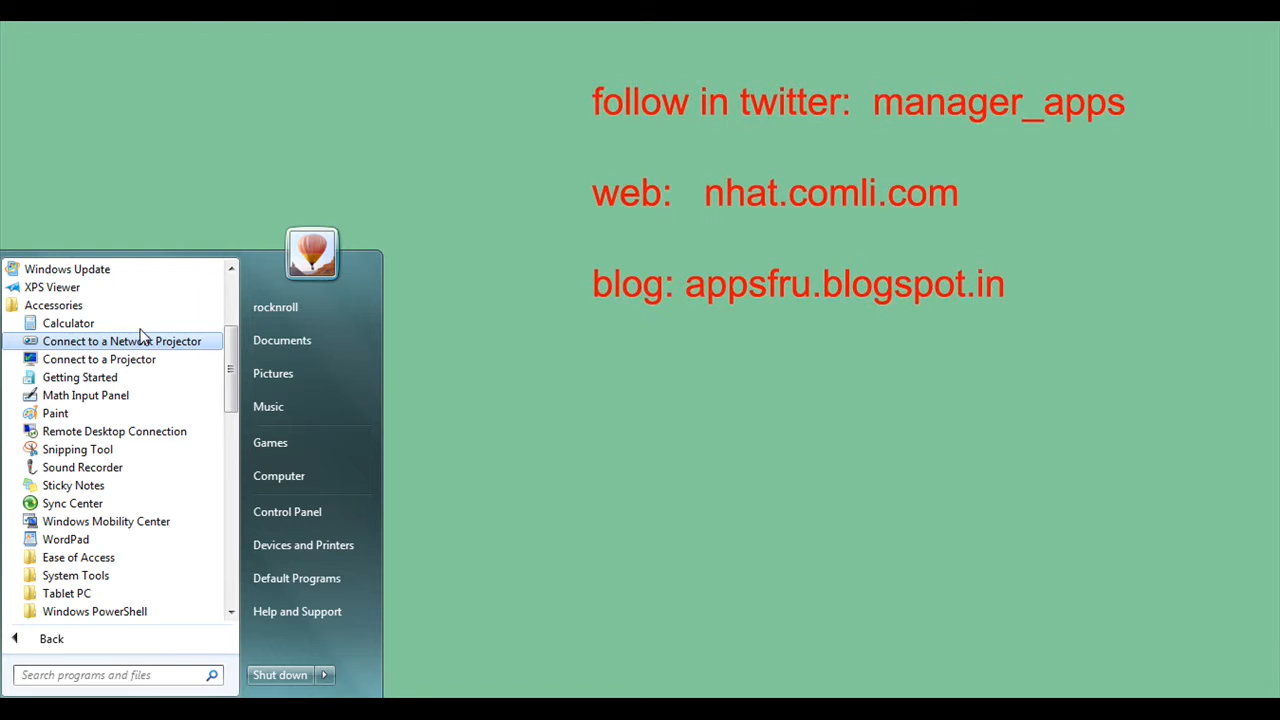 follow in twitter: manager_apps
web: nhat.comli.com
blog: appsfru.blogspot.in
Windows Update
XPS Viewer
Accessories
Calculator
Connect to a Network Projector
Connect to a Projector
Getting Started
Math Input Panel
Paint
Remote Desktop Connection
Snipping Tool
Sound Recorder
Sticky Notes
Sync Center
Windows Mobility Center
WordPad
Ease of Access
System Tools
Tablet PC
Windows PowerShell
Back
Search programs and files
rocknroll
Documents
Pictures
Music
Games
Computer
Control Panel
Devices and Printers
Default Programs
Help and Support
Shut down